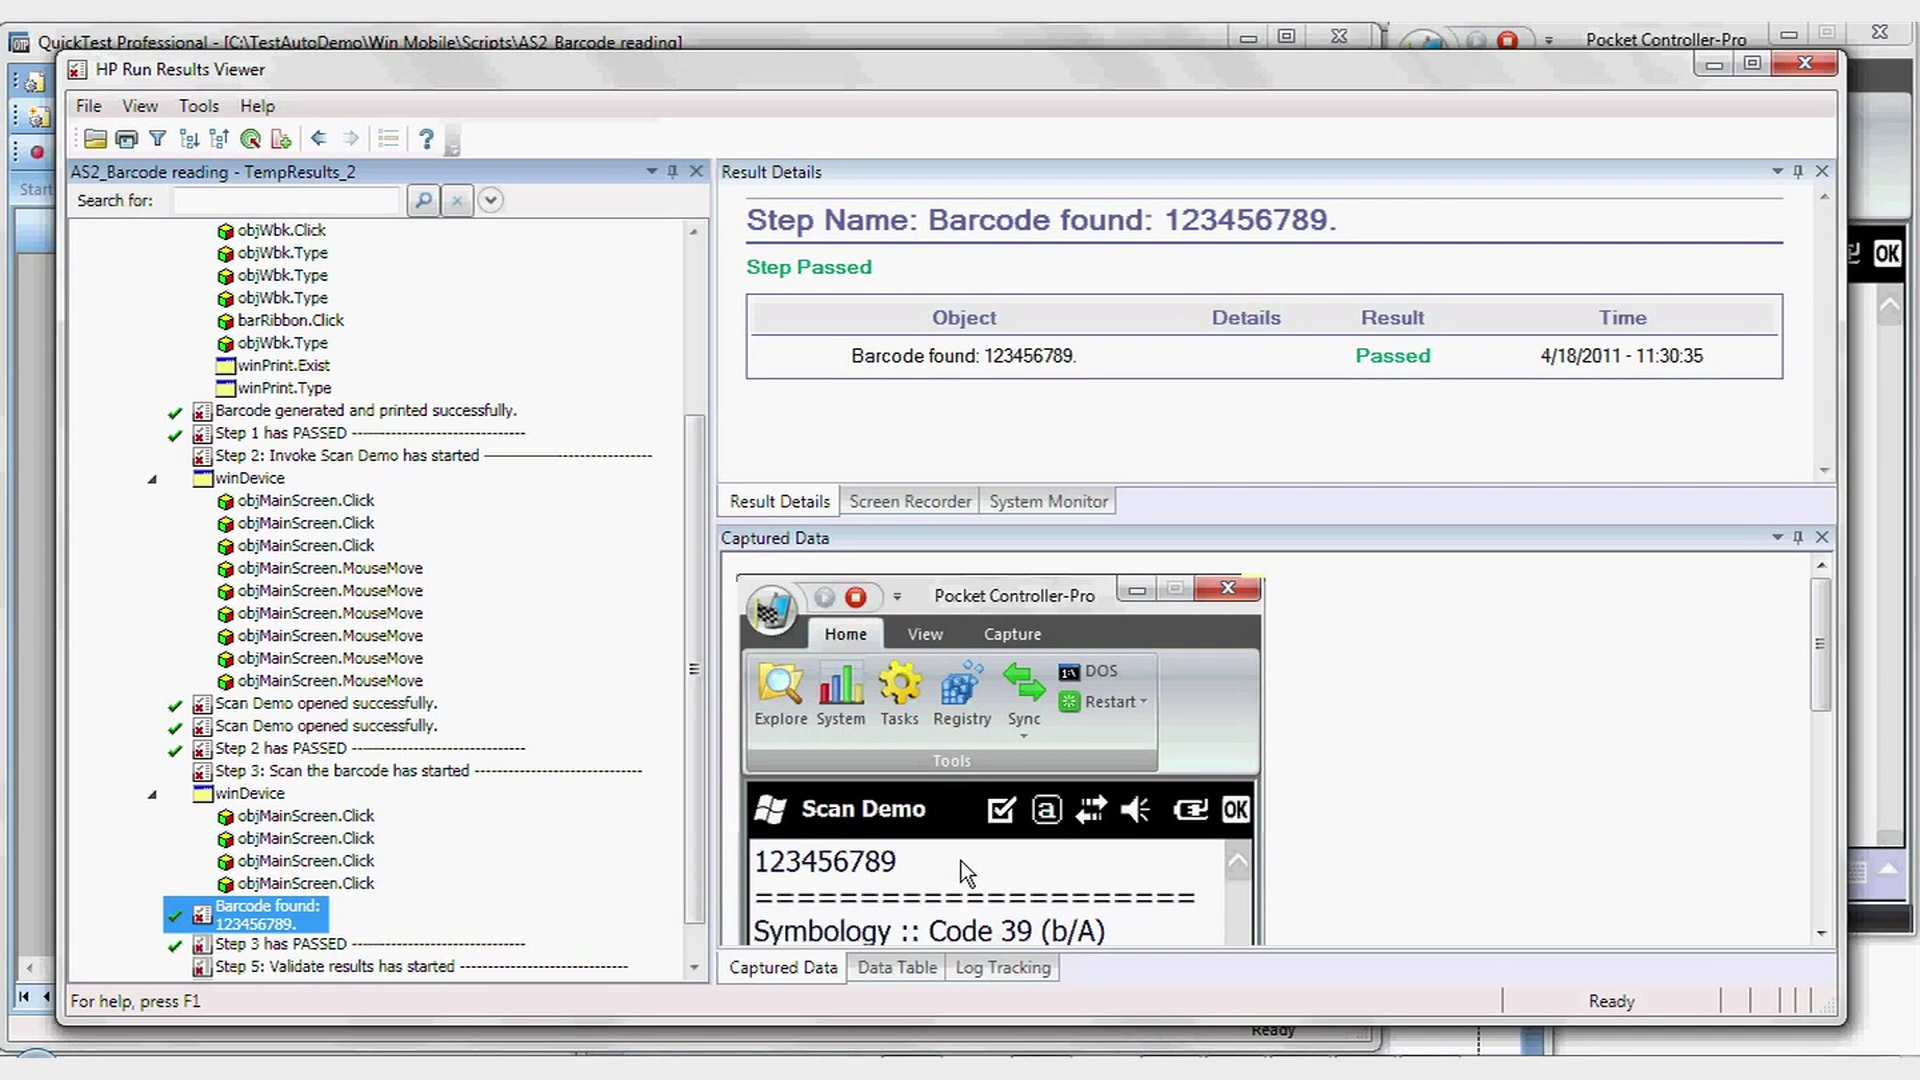 QuickTest Professional - [C:\TestAutoDemo\Win Mobile\Scripts\AS2_Barcode reading]
Pocket Controller-Pro
HP Run Results Viewer
File View Tools Help
Start
OK
AS2_Barcode reading - TempResults_2
Search for:
objWbk.Click
objWbk.Type
objWbk.Type
objWbk.Type
barRibbon.Click
objWbk.Type
winPrint.Exist
winPrint.Type
Barcode generated and printed successfully.
Step 1 has PASSED -------------------------------
Step 2: Invoke Scan Demo has started -------------------------------
winDevice
objMainScreen.Click
objMainScreen.Click
objMainScreen.Click
objMainScreen.MouseMove
objMainScreen.MouseMove
objMainScreen.MouseMove
objMainScreen.MouseMove
objMainScreen.MouseMove
objMainScreen.MouseMove
Scan Demo opened successfully.
Scan Demo opened successfully.
Step 2 has PASSED -------------------------------
Step 3: Scan the barcode has started -------------------------------
winDevice
objMainScreen.Click
objMainScreen.Click
objMainScreen.Click
objMainScreen.Click
Barcode found:
123456789.
Step 3 has PASSED -------------------------------
Step 5: Validate results has started -------------------------------
Result Details
Step Name: Barcode found: 123456789.
Step Passed
Object Details Result Time
Barcode found: 123456789. Passed 4/18/2011 - 11:30:35
Result Details Screen Recorder System Monitor
Captured Data
Pocket Controller-Pro
Home View Capture
DOS
Restart
Explore System Tasks Registry Sync
Tools
Scan Demo a OK
123456789
=====================
Symbology :: Code 39 (b/A)
Captured Data Data Table Log Tracking
For help, press F1
Ready
Ready